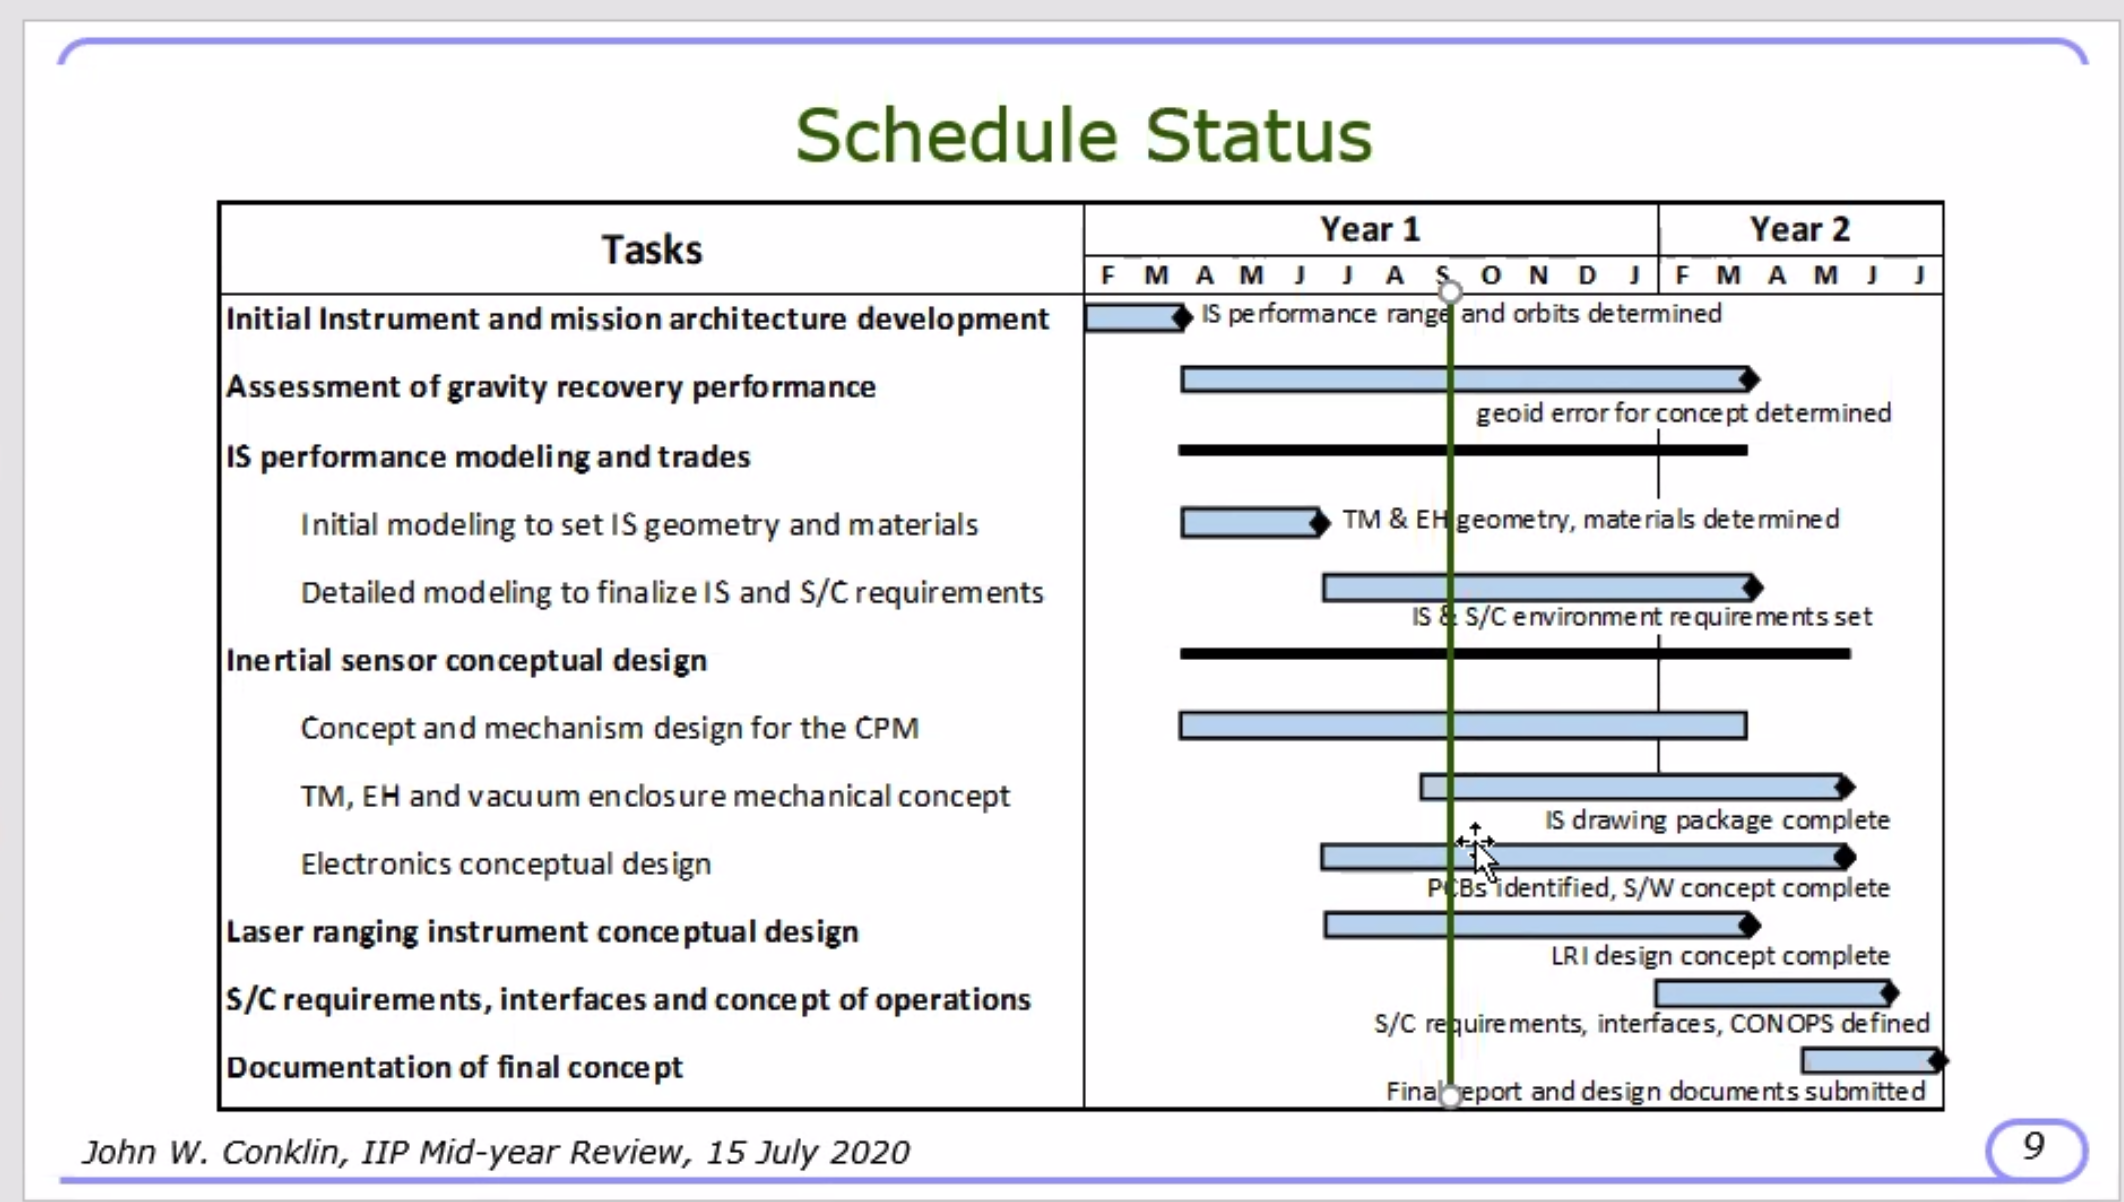 Schedule Status
Tasks
Year 1
Year 2
F M A M J J A S O N D J F M A M J J
Initial Instrument and mission architecture development
IS performance range and orbits determined
Assessment of gravity recovery performance
geoid error for concept determined
IS performance modeling and trades
Initial modeling to set IS geometry and materials
TM & EH geometry, materials determined
Detailed modeling to finalize IS and S/C requirements
IS & S/C environment requirements set
Inertial sensor conceptual design
Concept and mechanism design for the CPM
TM, EH and vacuum enclosure mechanical concept
IS drawing package complete
Electronics conceptual design
PCBs identified, S/W concept complete
Laser ranging instrument conceptual design
LRI design concept complete
S/C requirements, interfaces and concept of operations
S/C requirements, interfaces, CONOPS defined
Documentation of final concept
Final report and design documents submitted
John W. Conklin, IIP Mid-year Review, 15 July 2020
9